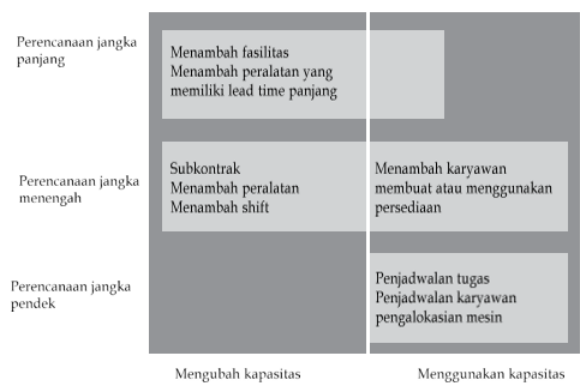 Perencanaan jangka
panjang
Menambah fasilitas
Menambah peralatan yang
memiliki lead time panjang
Perencanaan jangka
menengah
Subkontrak
Menambah peralatan
Menambah shift
Menambah karyawan
membuat atau menggunakan
persediaan
Perencanaan jangka
pendek
Penjadwalan tugas
Penjadwalan karyawan
pengalokasian mesin
Mengubah kapasitas
Menggunakan kapasitas